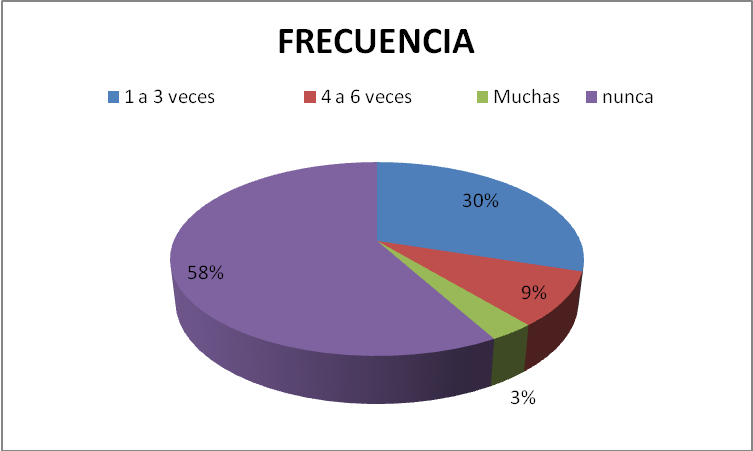 FRECUENCIA
1 a 3 veces 4 a 6 veces Muchas nunca
30%
58%
9%
3%